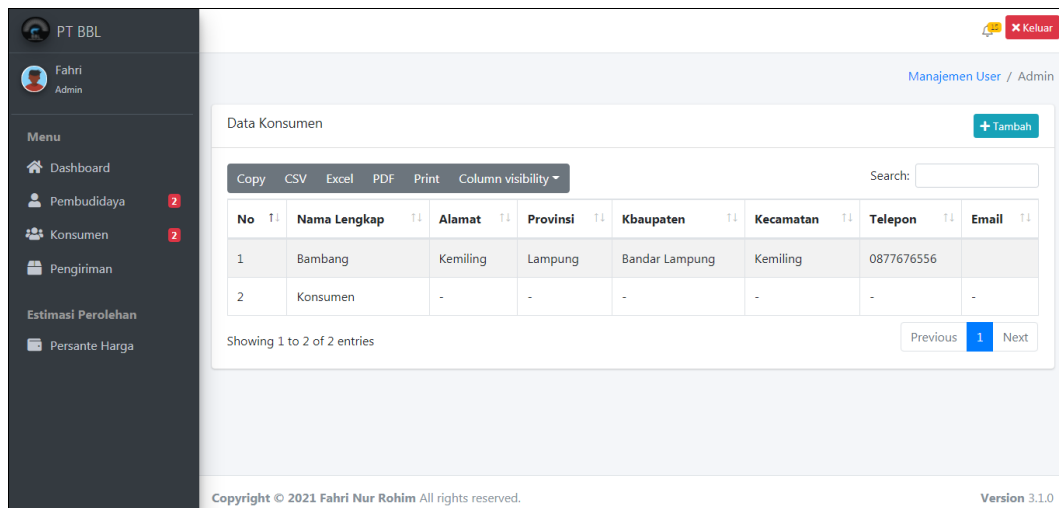 PT BBL
Keluar
Fahri
Admin
Manajemen User / Admin
Menu
Dashboard
Pembudidaya 2
Konsumen 2
Pengiriman
Estimasi Perolehan
Persante Harga
Data Konsumen
Tambah
Copy CSV Excel PDF Print Column visibility
Search:
No Nama Lengkap Alamat Provinsi Kbaupaten Kecamatan Telepon Email
1 Bambang Kemiling Lampung Bandar Lampung Kemiling 0877676556
2 Konsumen - - - - - -
Showing 1 to 2 of 2 entries
Previous 1 Next
Copyright © 2021 Fahri Nur Rohim All rights reserved.
Version 3.1.0